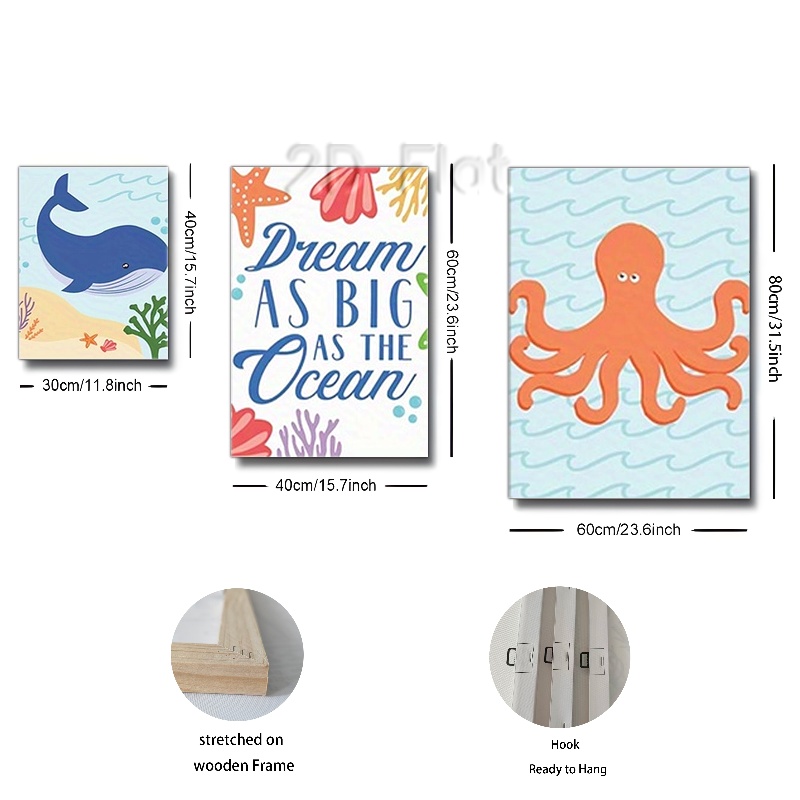 2D Flat
40cm/15.7inch
30cm/11.8inch
Dream
AS BIG
AS THE
Ocean
60cm/23.6inch
40cm/15.7inch
80cm/31.5inch
60cm/23.6inch
stretched on
wooden Frame
Hook
Ready to Hang